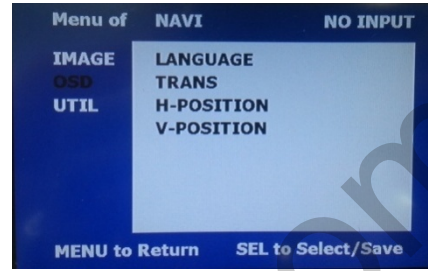 Menu of NAVI NO INPUT
IMAGE LANGUAGE
OSD TRANS
UTIL H-POSITION
V-POSITION
MENU to Return SEL to Select/Save